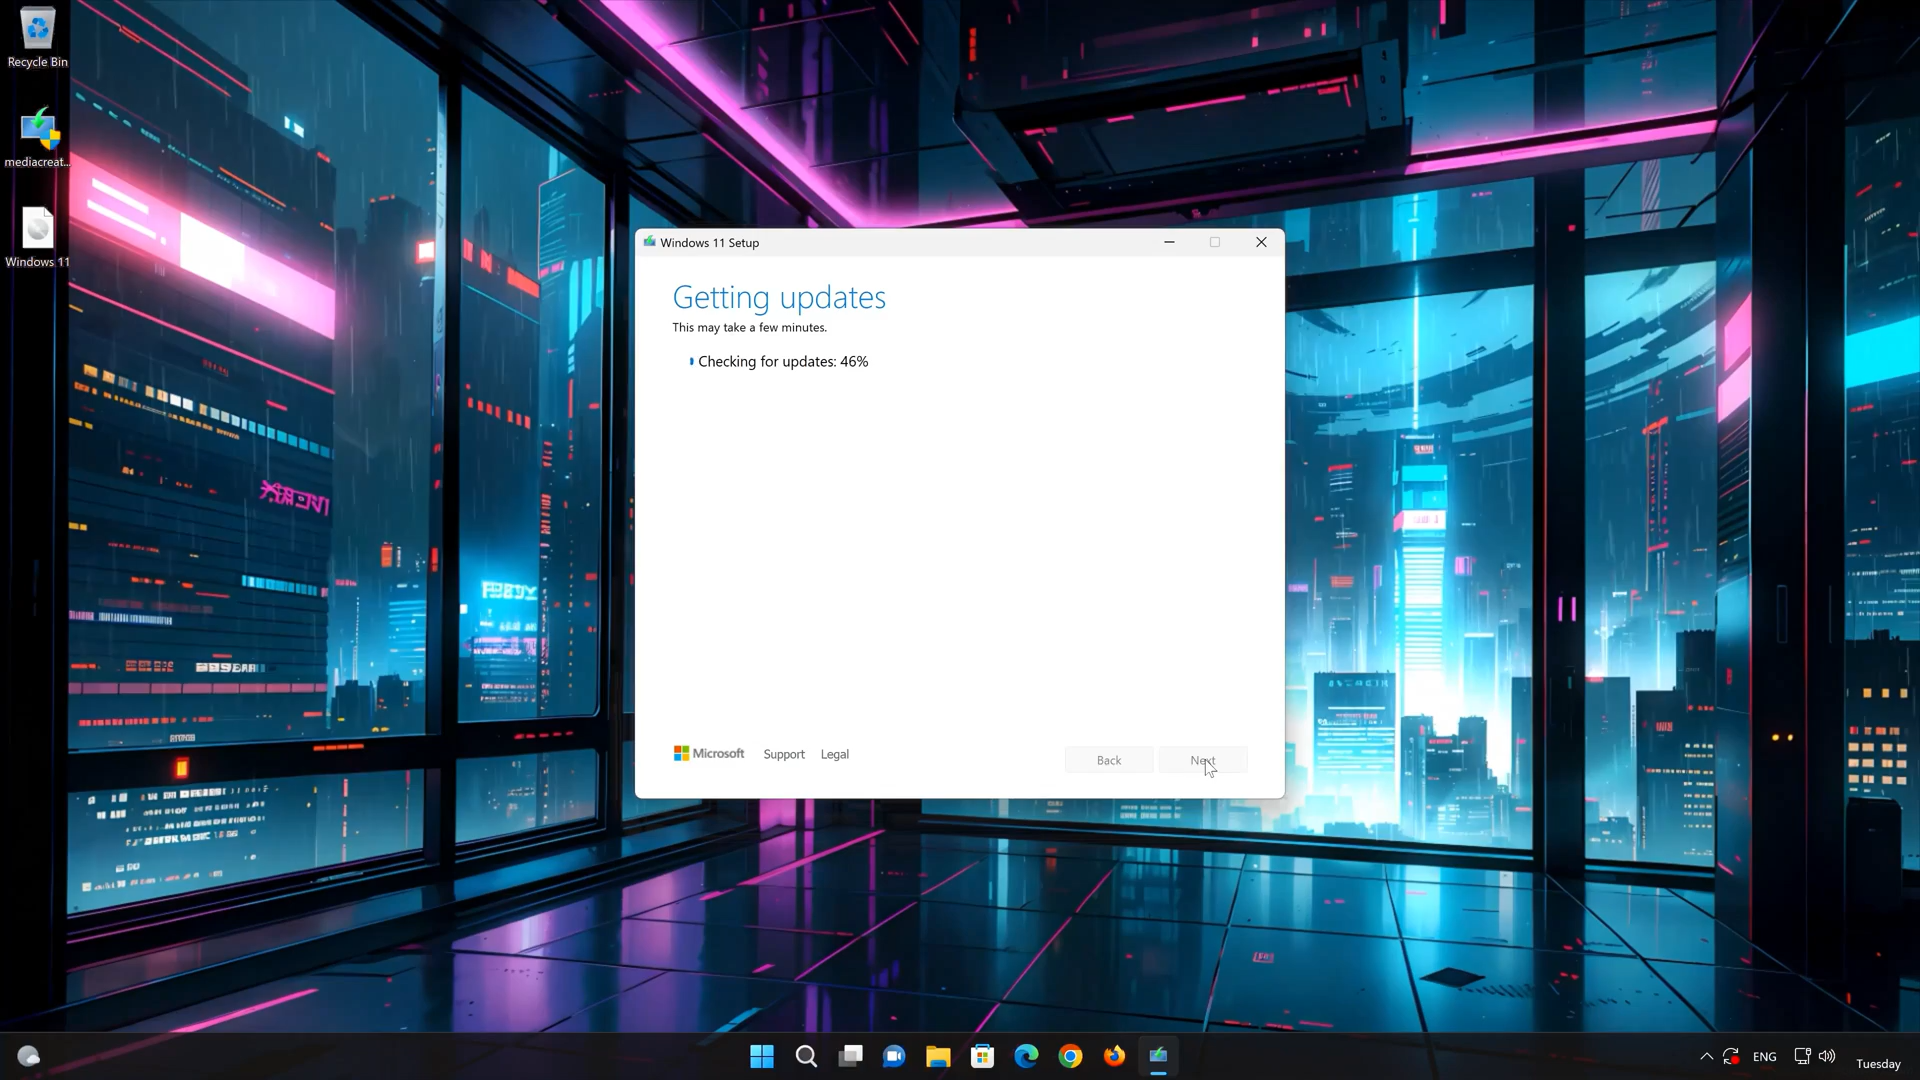 Recycle Bin
mediacreat...
Windows 11
Windows 11 Setup
Getting updates
This may take a few minutes.
Checking for updates: 46%
Microsoft
Support
Legal
Back
Next
ENG
Tuesday